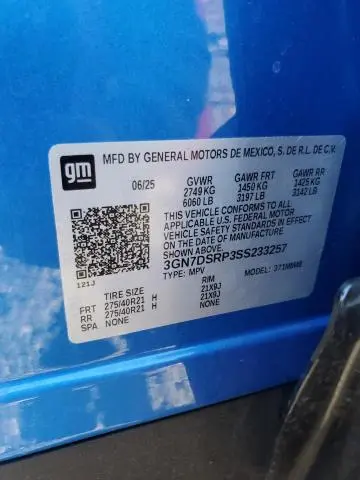 gm
MFD BY GENERAL MOTORS DE MEXICO, S. DE R.L. DE C.V.
06/25 GVWR GAWR FRT GAWR RR
2749 KG 1450 KG 1425 KG
6060 LB 3197 LB 3142 LB
THIS VEHICLE CONFORMS TO ALL
APPLICABLE U.S. FEDERAL MOTOR
VEHICLE SAFETY STANDARDS IN EFFECT
ON THE DATE OF MANUFACTURE SHOWN
ABOVE.
3GN7DSRP3SS233257
TYPE: MPV MODEL:
121J
TIRE SIZE RIM
FRT 275/40R21 H 21X9J
RR 275/40R21 H 21X9J
SPA NONE NONE